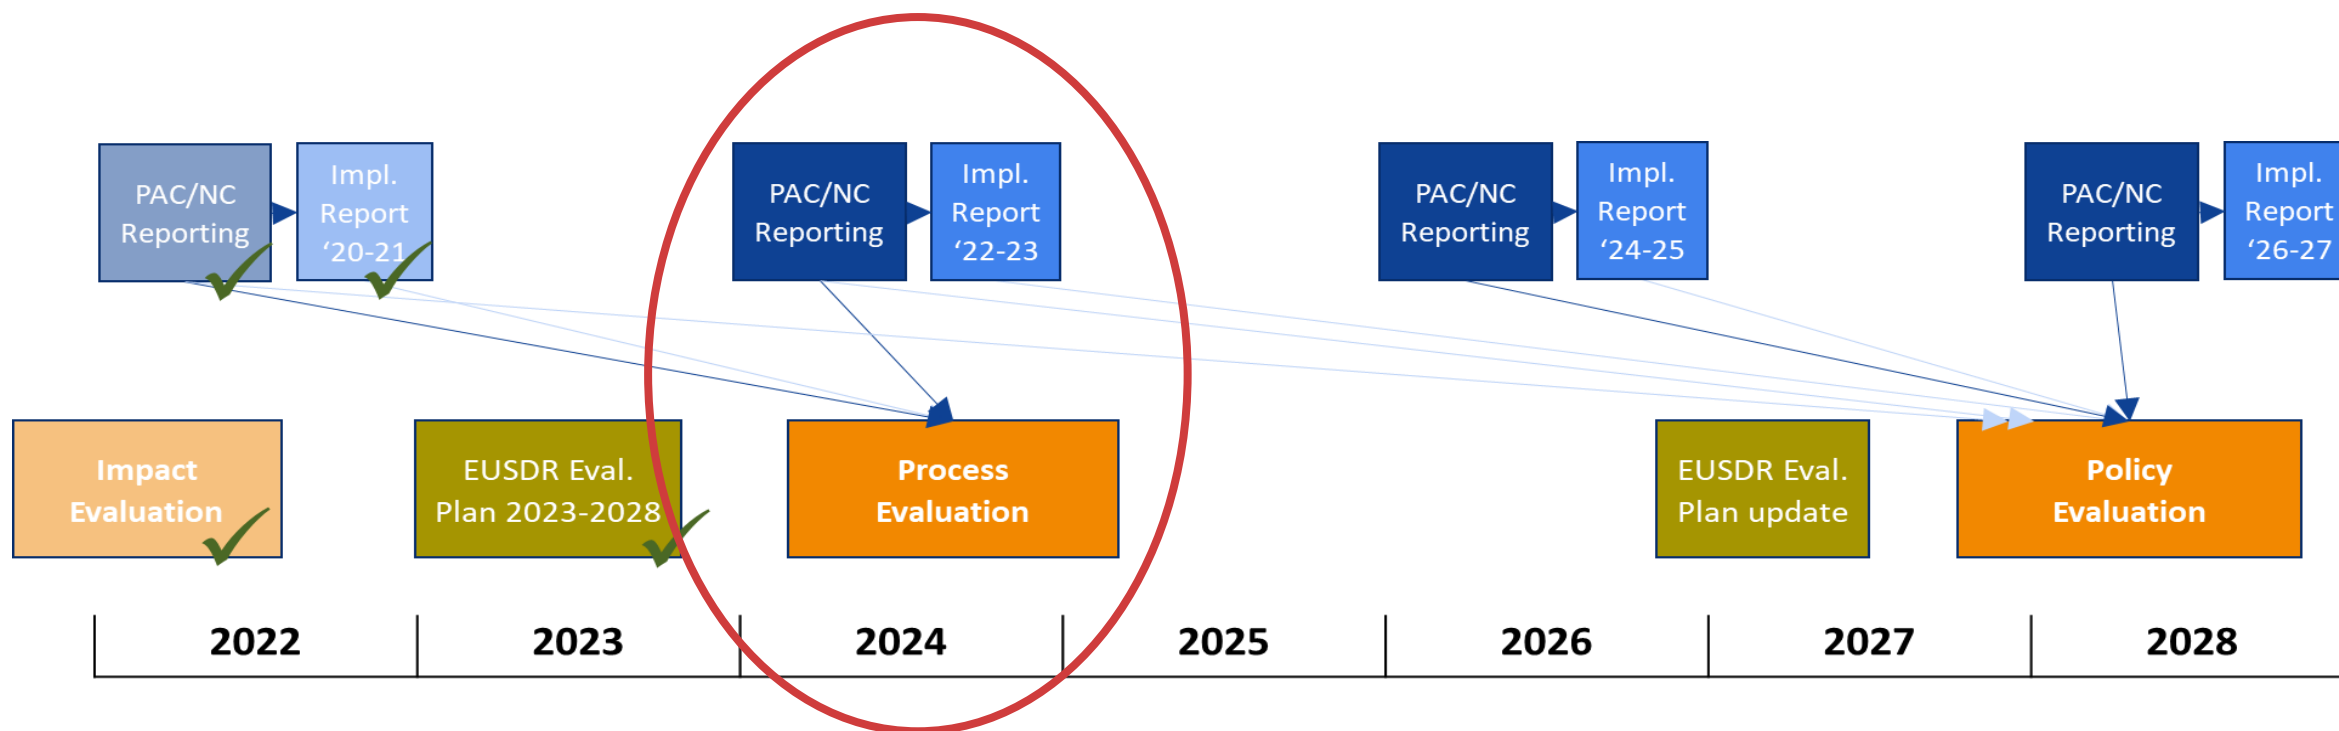 PAC/NC
Reporting
Impl.
Report
‘20-21
PAC/NC
Reporting
Impl.
Report
‘22-23
PAC/NC
Reporting
Impl.
Report
‘24-25
PAC/NC
Reporting
Impl.
Report
‘26-27
Impact
Evaluation
EUSDR Eval.
Plan 2023-2028
Process
Evaluation
EUSDR Eval.
Plan update
Policy
Evaluation
2022
2023
2024
2025
2026
2027
2028